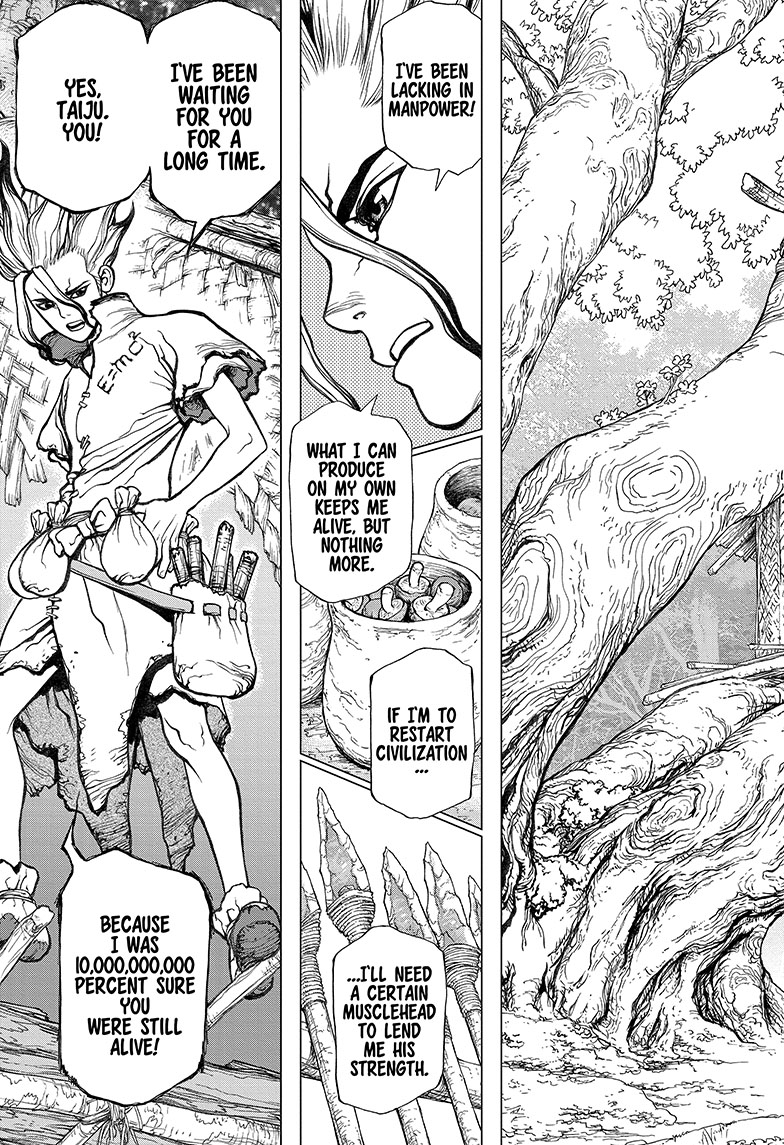 I'VE BEEN
LACKING IN
MANPOWER!
WHAT I CAN
PRODUCE
ON MY OWN
KEEPS ME
ALIVE, BUT
NOTHING
MORE.
IF I'M TO
RESTART
CIVILIZATION
...
...I'LL NEED
A CERTAIN
MUSCLEHEAD
TO LEND
ME HIS
STRENGTH.
I'VE BEEN
WAITING
FOR YOU
FOR A
LONG TIME.
YES,
TAIJU.
YOU!
E=mc²
BECAUSE
I WAS
10,000,000,000
PERCENT SURE
YOU
WERE STILL
ALIVE!